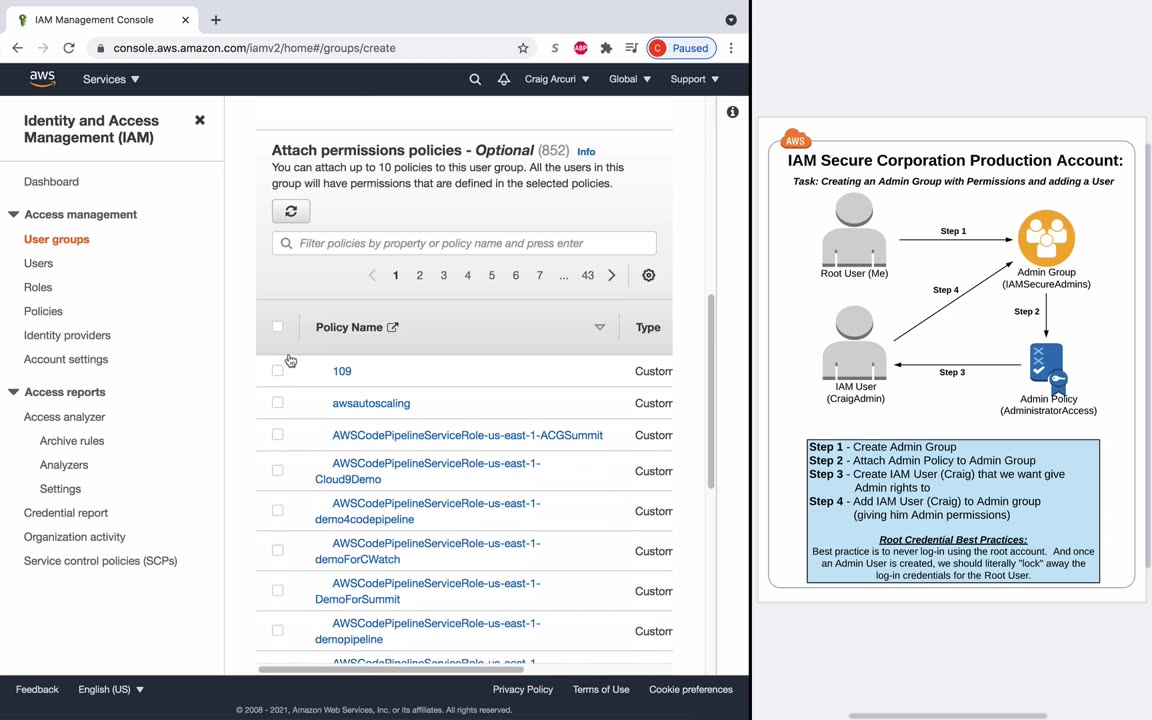 IAM Management Console
console.aws.amazon.com/iamv2/home#/groups/create
S
ABP
C Paused
aws
Services
Craig Arcuri
Global
Support
Identity and Access
Management (IAM)
Dashboard
Access management
User groups
Users
Roles
Policies
Identity providers
Account settings
Access reports
Access analyzer
Archive rules
Analyzers
Settings
Credential report
Organization activity
Service control policies (SCPs)
Attach permissions policies - Optional (852) Info
You can attach up to 10 policies to this user group. All the users in this
group will have permissions that are defined in the selected policies.
Filter policies by property or policy name and press enter
1 2 3 4 5 6 7 ... 43
Policy Name Type
109 Custom
awsautoscaling Custom
AWSCodePipelineServiceRole-us-east-1-ACGSummit Custom
AWSCodePipelineServiceRole-us-east-1-
Cloud9Demo Custom
AWSCodePipelineServiceRole-us-east-1-
demo4codepipeline Custom
AWSCodePipelineServiceRole-us-east-1-
demoForCWatch Custom
AWSCodePipelineServiceRole-us-east-1-
DemoForSummit Custom
AWSCodePipelineServiceRole-us-east-1-
demopipeline Custom
AWSCodePipelineServiceRole-us-east-1-
Feedback
English (US)
Privacy Policy
Terms of Use
Cookie preferences
© 2008 - 2021, Amazon Web Services, Inc. or its affiliates. All rights reserved.
AWS
IAM Secure Corporation Production Account:
Task: Creating an Admin Group with Permissions and adding a User
Step 1
Root User (Me)
Admin Group
(IAMSecureAdmins)
Step 4
Step 2
Step 3
IAM User
(CraigAdmin)
Admin Policy
(AdministratorAccess)
Step 1 - Create Admin Group
Step 2 - Attach Admin Policy to Admin Group
Step 3 - Create IAM User (Craig) that we want give
Admin rights to
Step 4 - Add IAM User (Craig) to Admin group
(giving him Admin permissions)
Root Credential Best Practices:
Best practice is to never log-in using the root account. And once
an Admin User is created, we should literally "lock" away the
log-in credentials for the Root User.